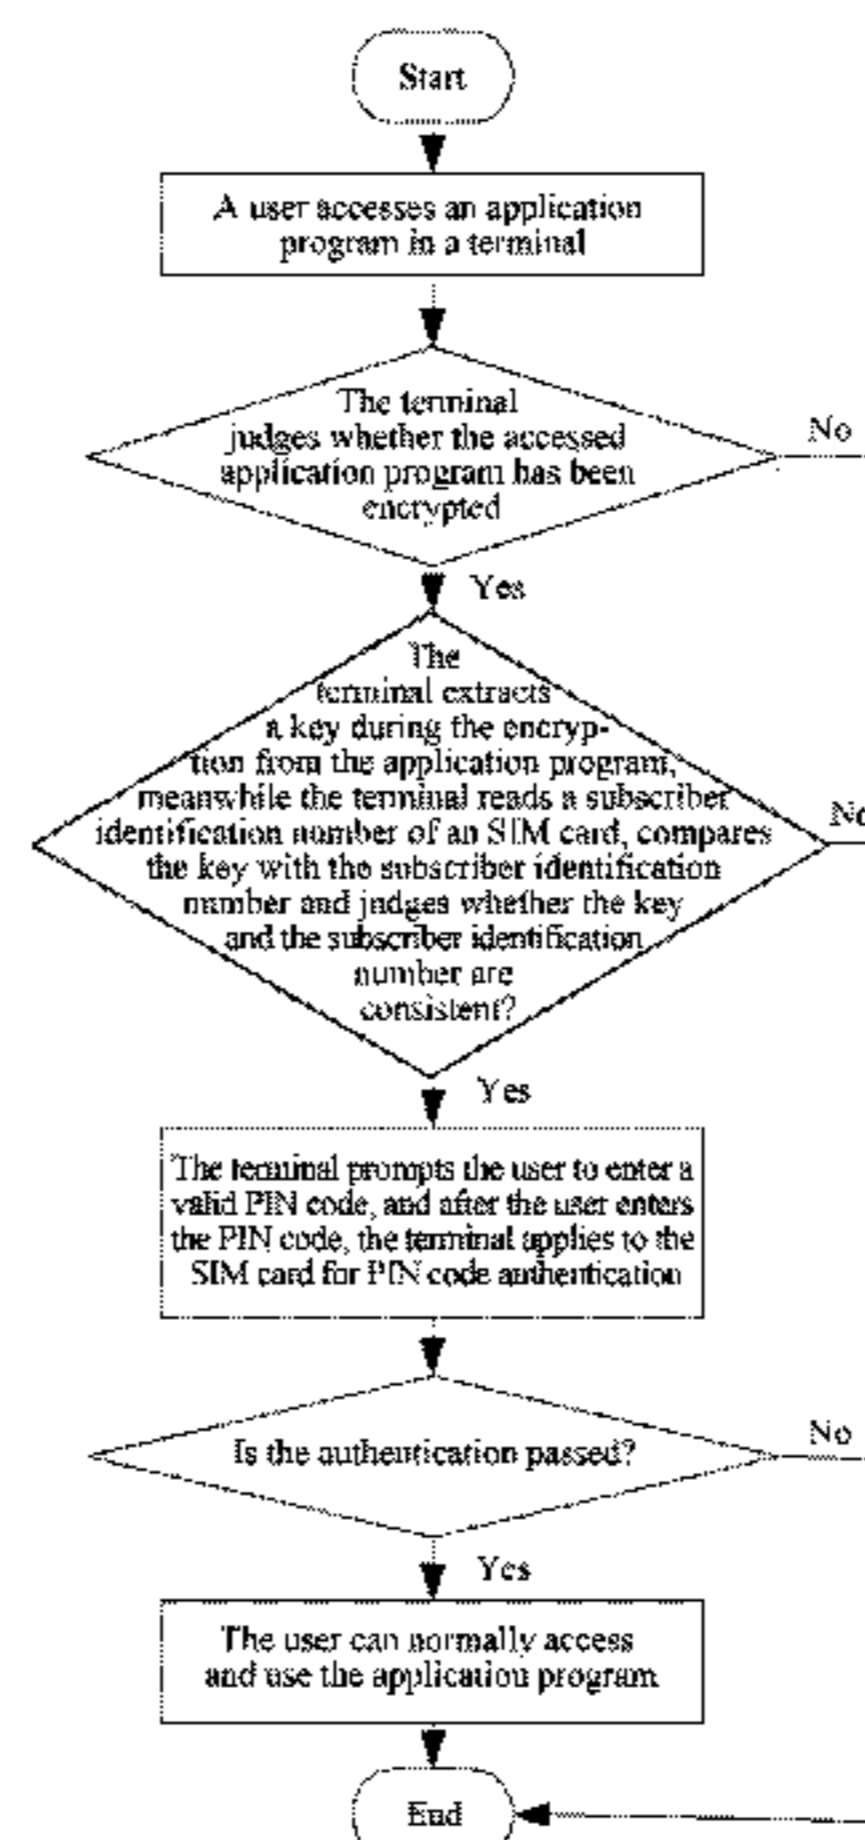 Start
A user accesses an application
program in a terminal
The terminal
judges whether the accessed
application program has been
encrypted
No
Yes
The
terminal extracts
a key during the encryp-
tion from the application program,
meanwhile the terminal reads a subscriber
identification number of an SIM card, compares
the key with the subscriber identification
number and judges whether the key
and the subscriber identification
number are
consistent?
No
Yes
The terminal prompts the user to enter a
valid PIN code, and after the user enters
the PIN code, the terminal applies to the
SIM card for PIN code authentication
Is the authentication passed?
No
Yes
The user can normally access
and use the application program
End